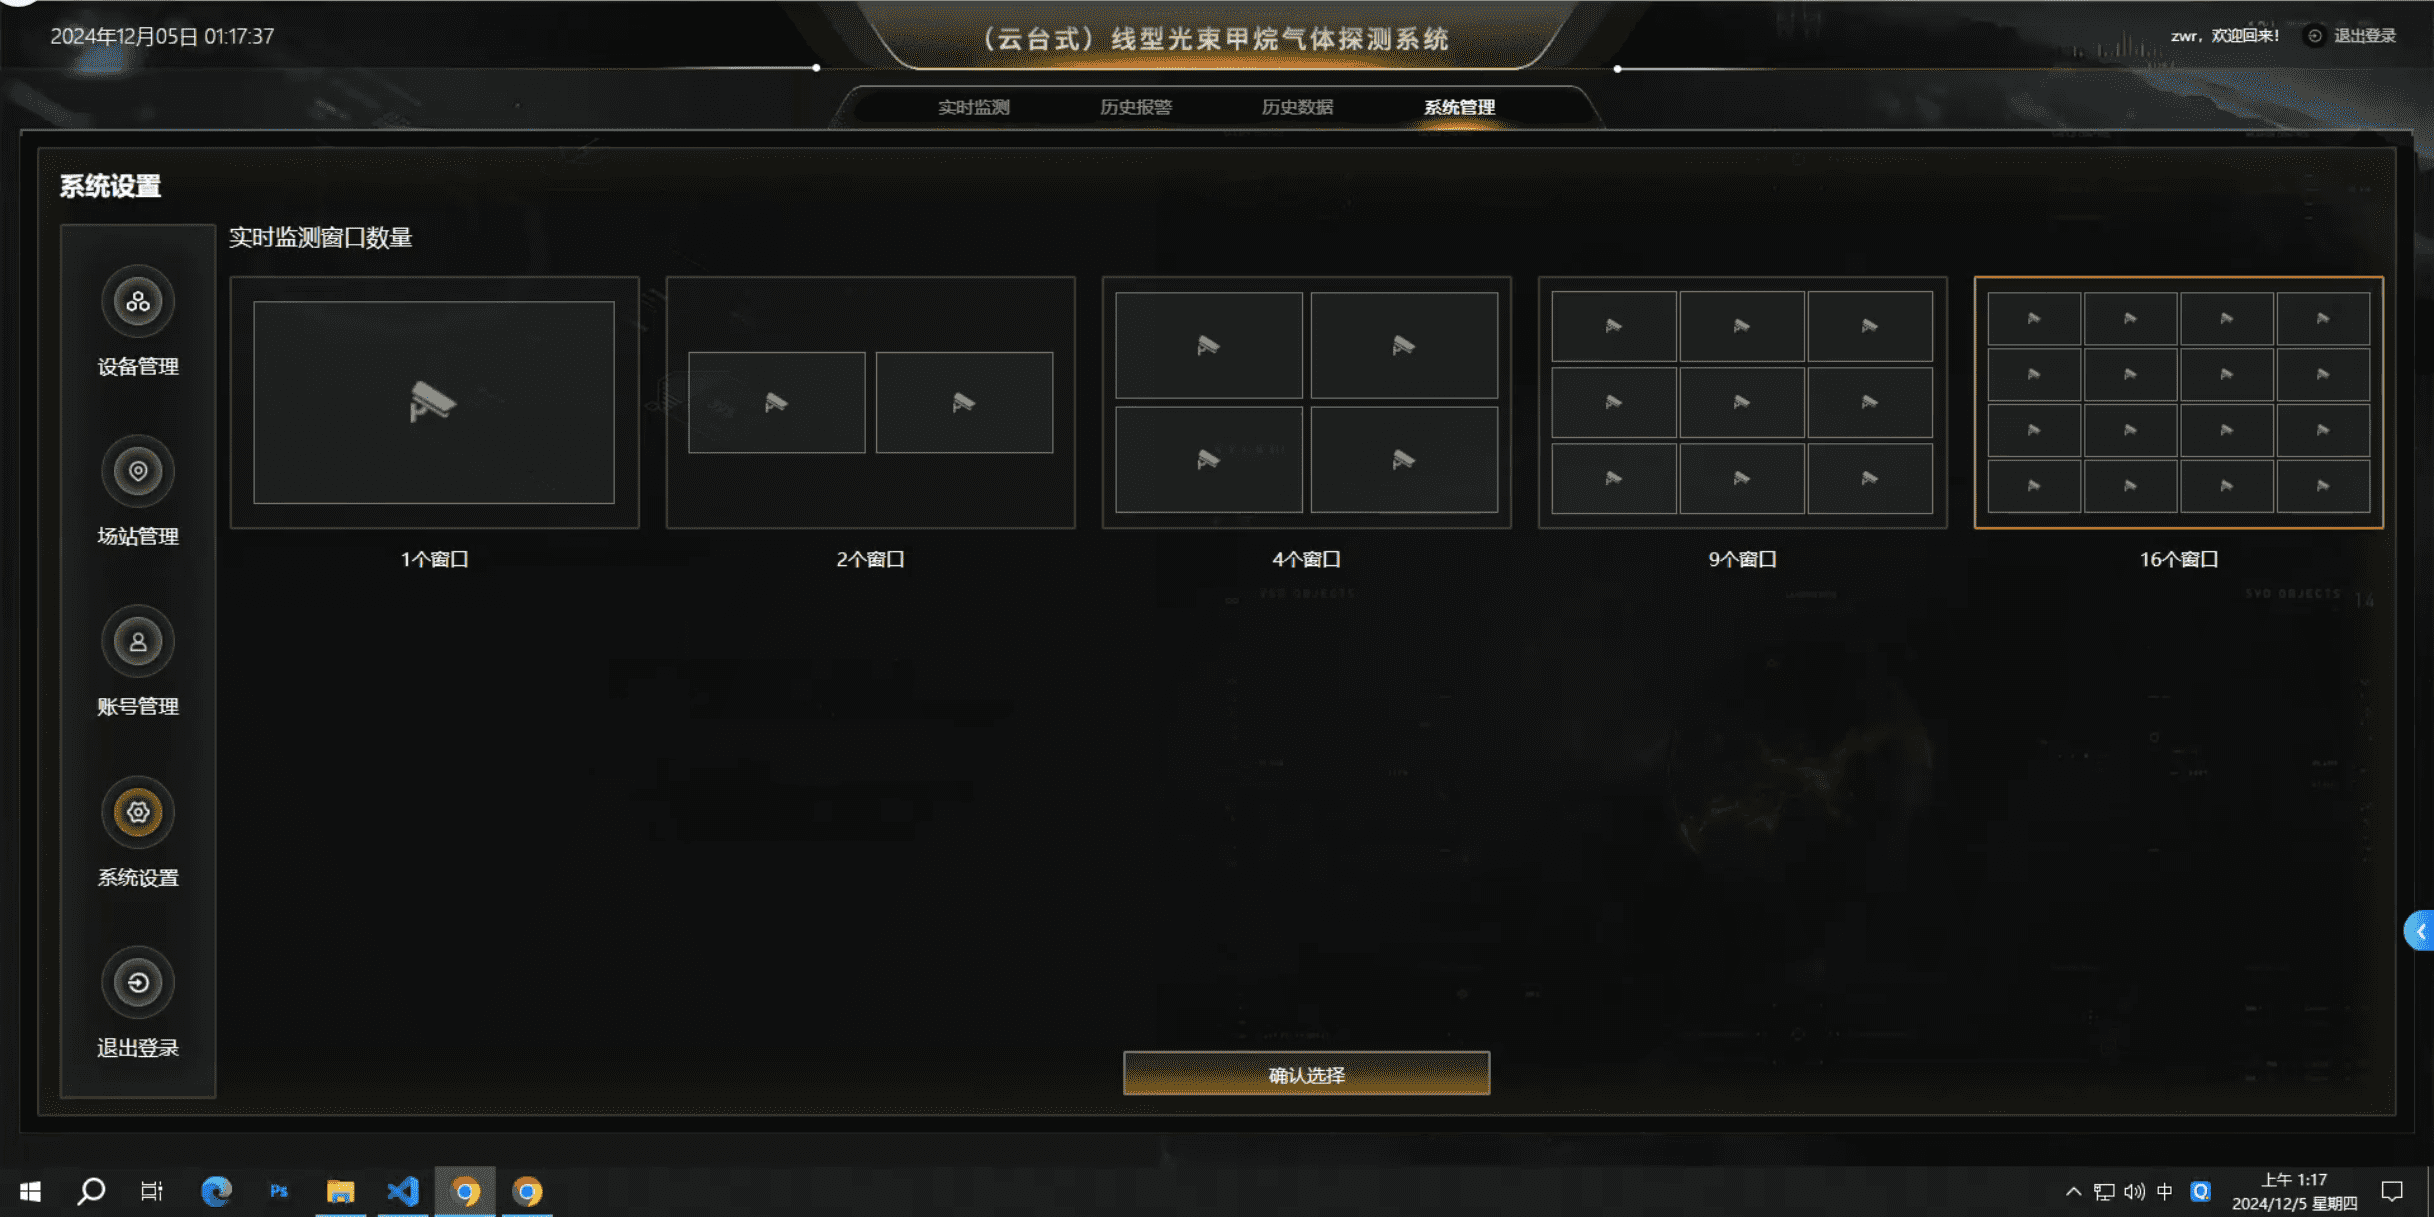 2024年12月05日 01:17:37
（云台式）线型光束甲烷气体探测系统
zwr，欢迎回来！
退出登录
实时监测
历史报警
历史数据
系统管理
系统设置
实时监测窗口数量
设备管理
场站管理
账号管理
系统设置
退出登录
1个窗口
2个窗口
4个窗口
9个窗口
16个窗口
SVD OBJECTS
14
确认选择
Ps
中
上午 1:17
2024/12/5 星期四